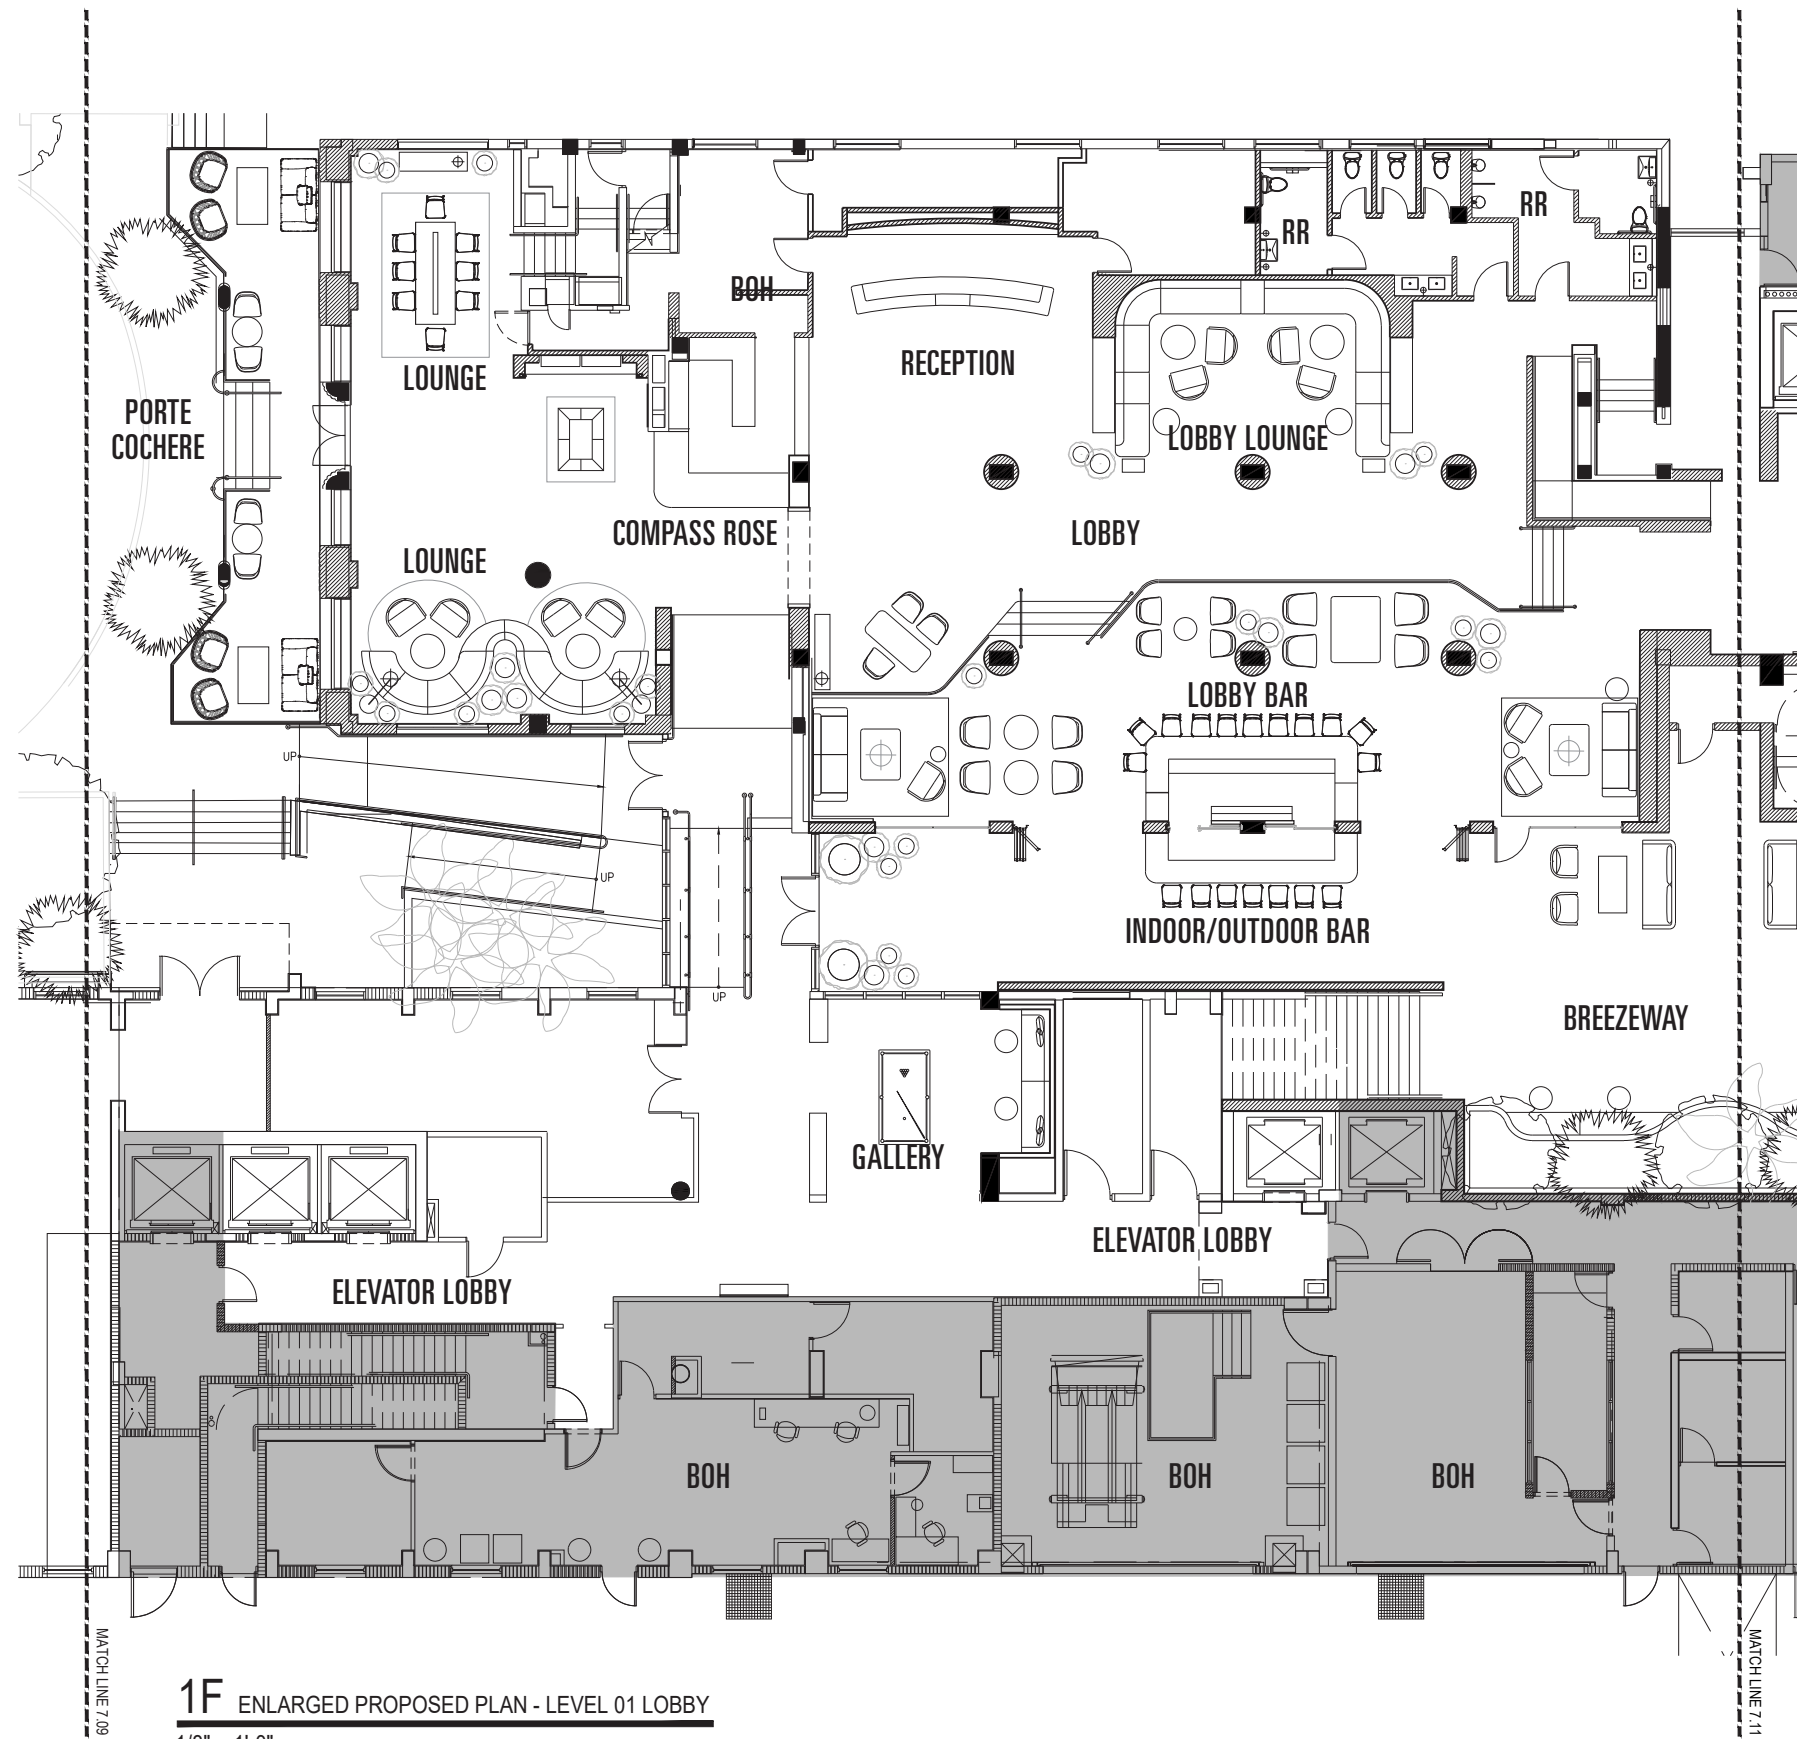 RR
RR
BOH
RECEPTION
LOUNGE
PORTE
COCHERE
LOBBY LOUNGE
COMPASS ROSE
LOBBY
LOUNGE
LOBBY BAR
UP
UP
INDOOR/OUTDOOR BAR
UP
BREEZEWAY
GALLERY
ELEVATOR LOBBY
ELEVATOR LOBBY
BOH
BOH
BOH
MATCH LINE 7.09
MATCH LINE 7.11
1F ENLARGED PROPOSED PLAN - LEVEL 01 LOBBY